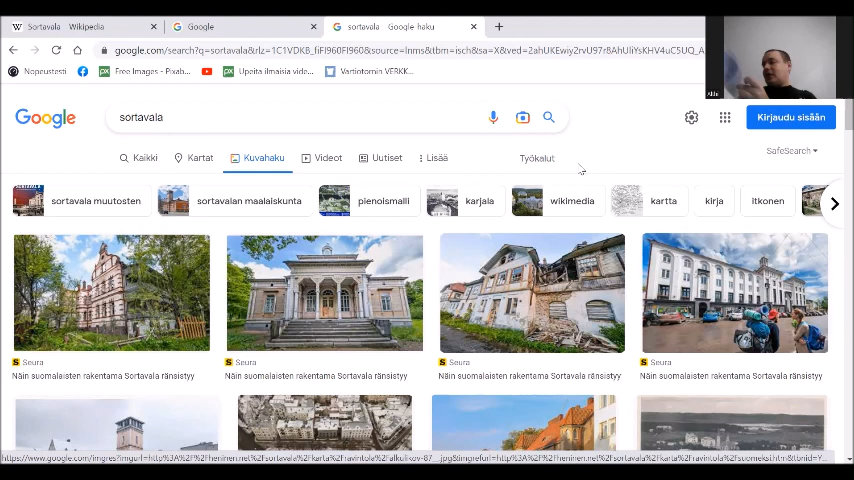 Sortavala
Wikipedia
Google
sortavala
Google-haku
google.com/search?q=sortavala&rlz=1C1VDKB_fiFI960FI960&source=lnms&tbm=isch&sa=X&ved=
Nopeustesti
Free Images - Pixab...
Upeita ilmaisia vide...
Vartiotornin VERKK...
Google
sortavala
Kirjaudu sisään
Kaikki
Kartat
Kuvahaku
Videot
Uutiset
Lisää
Työkalut
SafeSearch
sortavala muutosten
sortavalan maalaiskunta
pienoismalli
karjala
wikimedia
kartta
kirja
itkonen
Seura
Seura
Seura
Seura
Näin suomalaisten rakentama Sortavala ränsistyy
Näin suomalaisten rakentama Sortavala ränsistyy
Näin suomalaisten rakentama Sortavala ränsistyy
Näin suomalaisten rakentama Sortavala ränsistyy